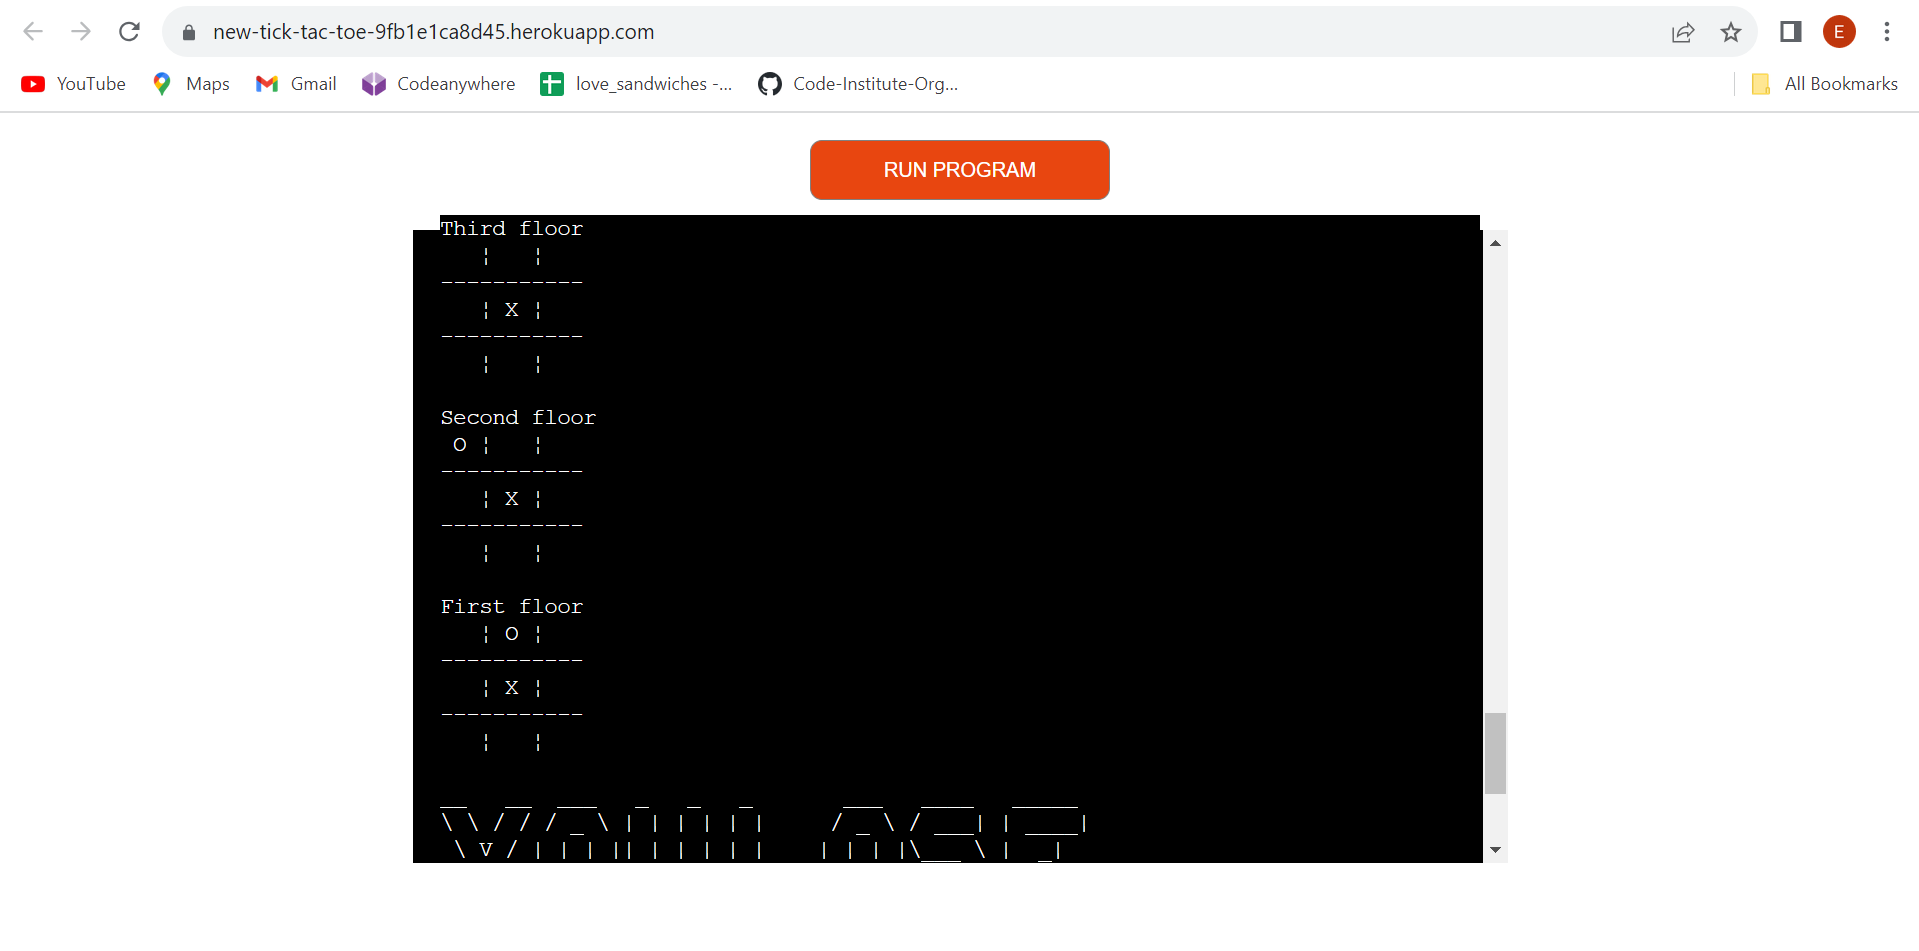 new-tick-tac-toe-9fb1e1ca8d45.herokuapp.com
E
YouTube
Maps
Gmail
Codeanywhere
love_sandwiches -...
Code-Institute-Org...
All Bookmarks
RUN PROGRAM
Third floor
   ¦   ¦
-----------
   ¦ X ¦
-----------
   ¦   ¦
Second floor
 O ¦   ¦
-----------
   ¦ X ¦
-----------
   ¦   ¦
First floor
   ¦ O ¦
-----------
   ¦ X ¦
-----------
   ¦   ¦